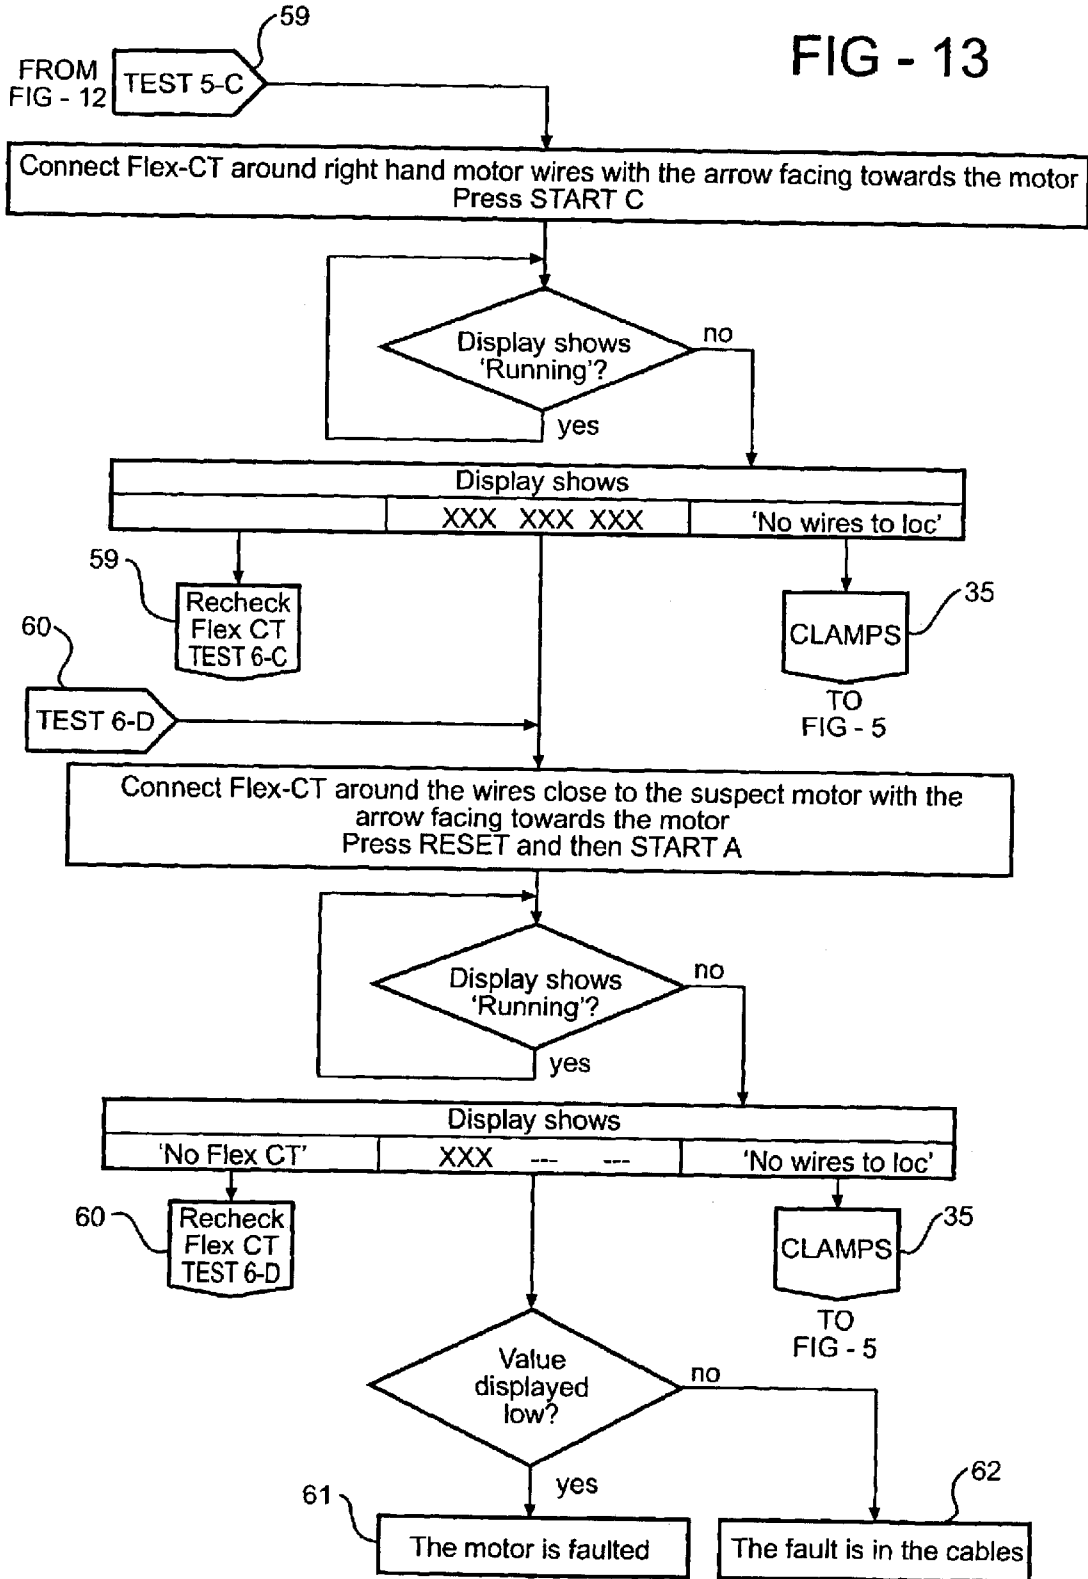 FIG - 13
59
FROM
FIG - 12
TEST 5-C
Connect Flex-CT around right hand motor wires with the arrow facing towards the motor
Press START C
Display shows
'Running'?
no
yes
Display shows
XXX XXX XXX
'No wires to loc'
59
Recheck
Flex CT
TEST 6-C
35
CLAMPS
TO
FIG - 5
60
TEST 6-D
Connect Flex-CT around the wires close to the suspect motor with the
arrow facing towards the motor
Press RESET and then START A
Display shows
'Running'?
no
yes
Display shows
'No Flex CT'
XXX --- ---
'No wires to loc'
60
Recheck
Flex CT
TEST 6-D
35
CLAMPS
TO
FIG - 5
Value
displayed
low?
no
yes
61
The motor is faulted
62
The fault is in the cables